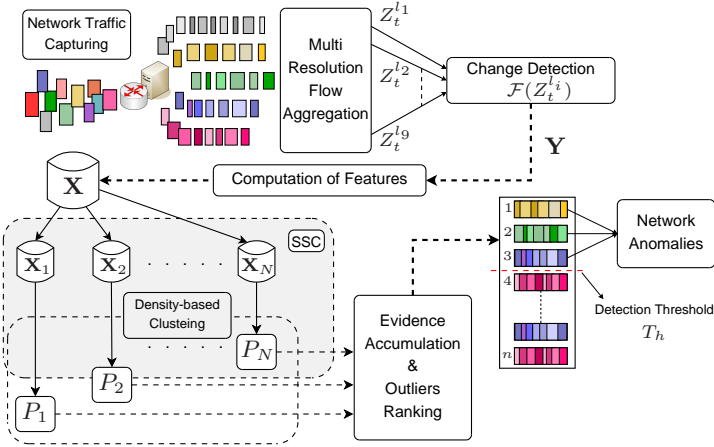 Network Traffic
Capturing
Multi
Resolution
Flow
Aggregation
Z_t^{l_1}
Z_t^{l_2}
Z_t^{l_9}
Change Detection
F(Z_t^{l_i})
Y
Computation of Features
X
SSC
X_1
X_2
. . . . .
X_N
Density-based
Clusteing
. . . . .
P_N
P_2
P_1
Evidence
Accumulation
&
Outliers
Ranking
1
2
3
4
n
Network
Anomalies
Detection Threshold
T_h